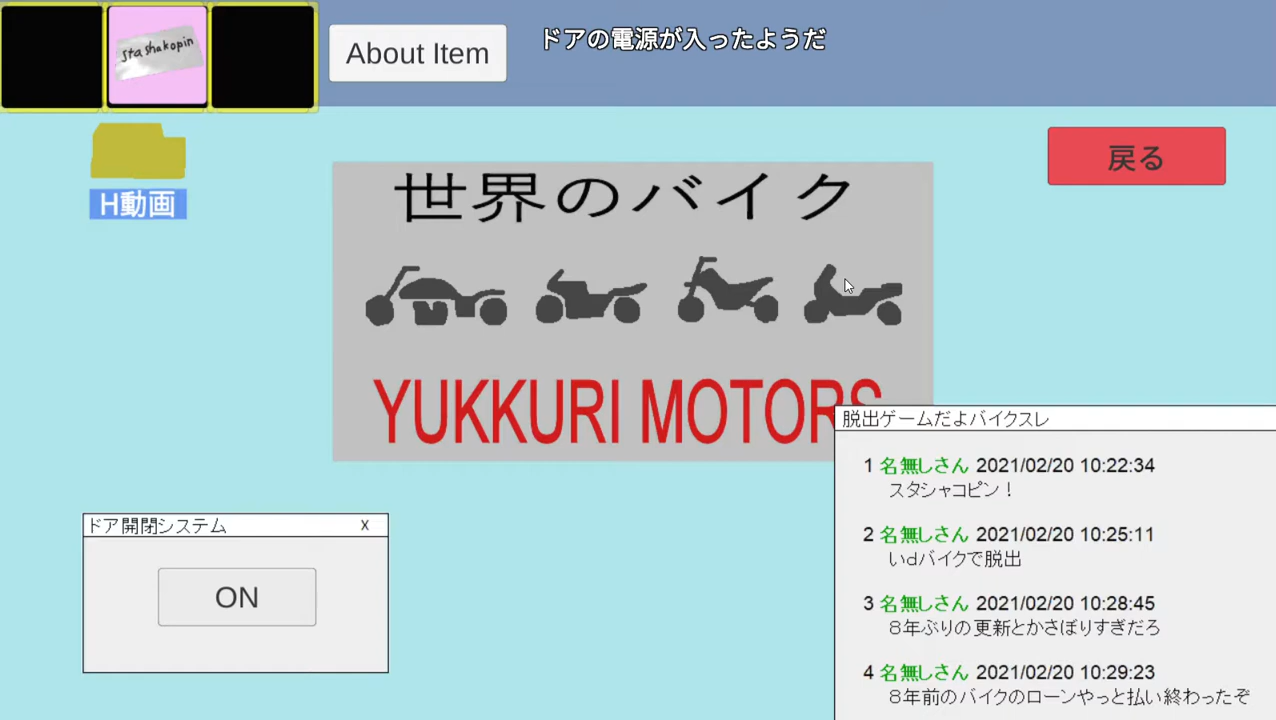 sta shakopin
About Item
ドアの電源が入ったようだ
戻る
H動画
世界のバイク
YUKKURI MOTORS
脱出ゲームだよバイクスレ
1 名無しさん 2021/02/20 10:22:34
スタシャコピン！
2 名無しさん 2021/02/20 10:25:11
いdバイクで脱出
3 名無しさん 2021/02/20 10:28:45
８年ぶりの更新とかさぼりすぎだろ
4 名無しさん 2021/02/20 10:29:23
８年前のバイクのローンやっと払い終わったぞ
ドア開閉システム
X
ON